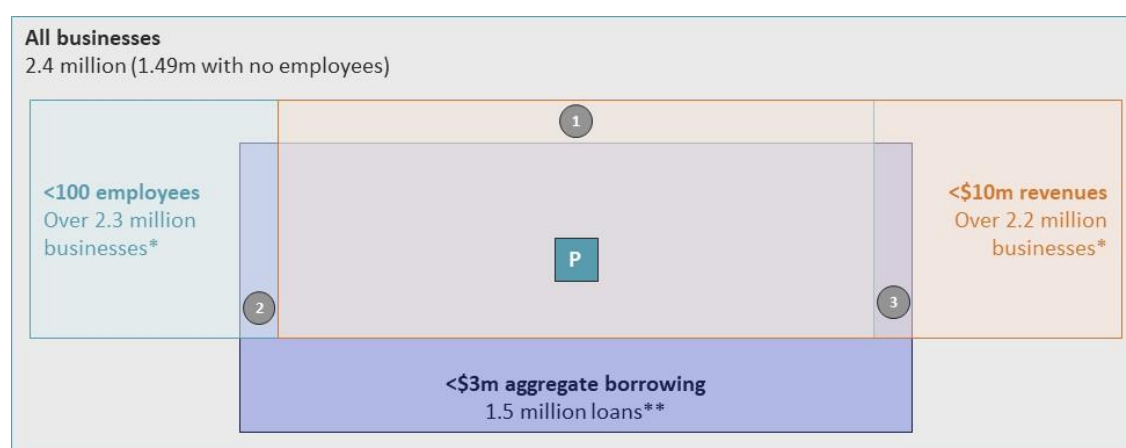 All businesses
2.4 million (1.49m with no employees)
1
<100 employees
Over 2.3 million
businesses*
<$10m revenues
Over 2.2 million
businesses*
P
2
3
<$3m aggregate borrowing
1.5 million loans**